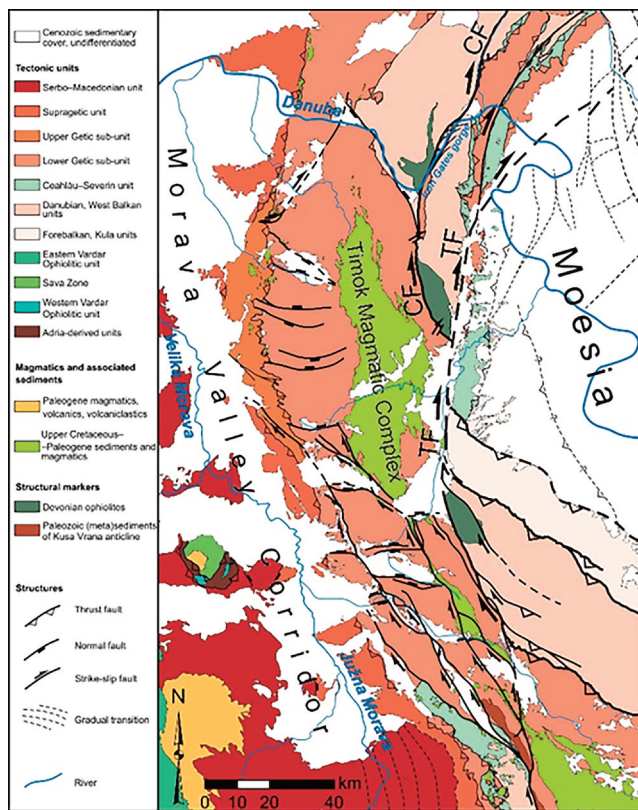 Cenozoic sedimentary
cover, undifferentiated
Tectonic units
Serbo–Macedonian unit
Supragetic unit
Upper Getic sub-unit
Lower Getic sub-unit
Ceahlău–Severin unit
Danubian, West Balkan
units
Forebalkan, Kula units
Eastern Vardar
Ophiolitic unit
Sava Zone
Western Vardar
Ophiolitic unit
Adria-derived units
Magmatics and associated
sediments
Paleogene magmatics,
volcanics, volcaniclastics
Upper Cretaceous–
–Paleogene sediments and
magmatics
Structural markers
Devonian ophiolites
Paleozoic (meta)sediments
of Kusa Vrana anticline
Structures
Thrust fault
Normal fault
Strike-slip fault
Gradual transition
River
CF
Danube
Iron Gates gorge
Morava
Valley
Corridor
Velika Morava
Južna Morava
Timok Magmatic Complex
CF
TF
TF
Moesia
N
km
0 10 20 40